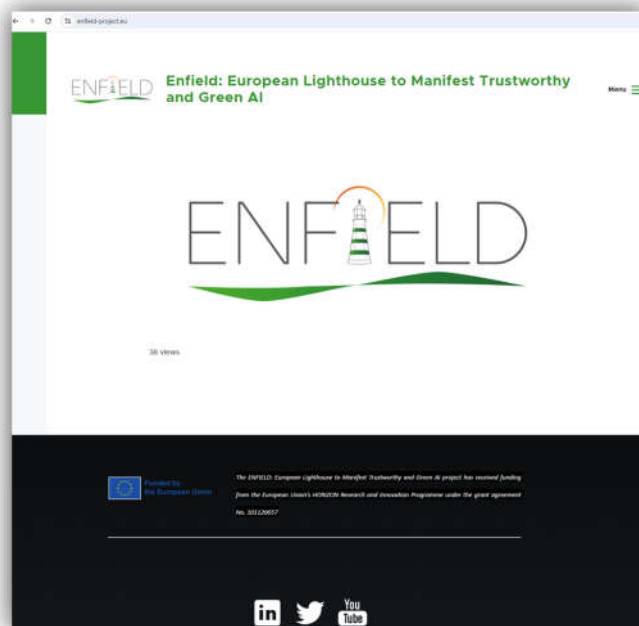 enfield-project.eu
ENFIELD
Enfield: European Lighthouse to Manifest Trustworthy
and Green AI
Menu
ENFIELD
36 views
Funded by
the European Union
The ENFIELD: European Lighthouse to Manifest Trustworthy and Green AI project has received funding
from the European Union's HORIZON Research and Innovation Programme under the grant agreement
No. 101120657
in
You
Tube